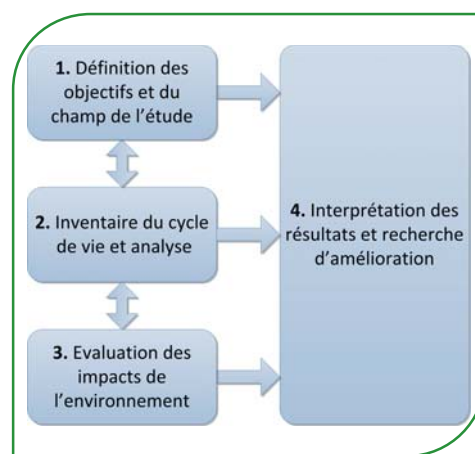 1. Définition des
objectifs et du
champ de l'étude
2. Inventaire du cycle
de vie et analyse
3. Evaluation des
impacts de
l'environnement
4. Interprétation des
résultats et recherche
d'amélioration